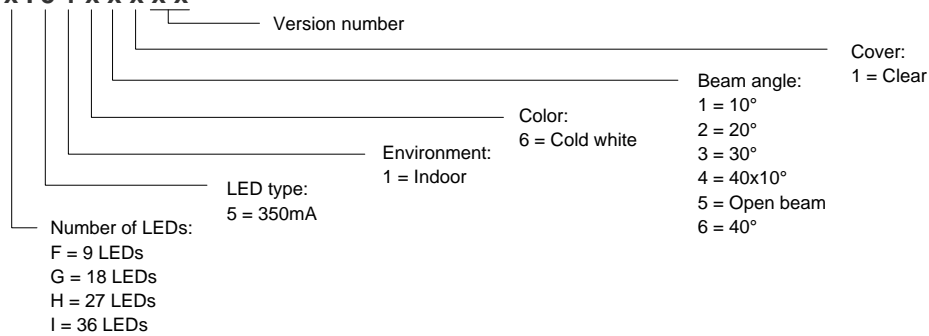 Version number
Cover:
1 = Clear
Beam angle:
1 = 10°
2 = 20°
3 = 30°
4 = 40x10°
5 = Open beam
6 = 40°
Color:
6 = Cold white
Environment:
1 = Indoor
LED type:
5 = 350mA
Number of LEDs:
F = 9 LEDs
G = 18 LEDs
H = 27 LEDs
I = 36 LEDs